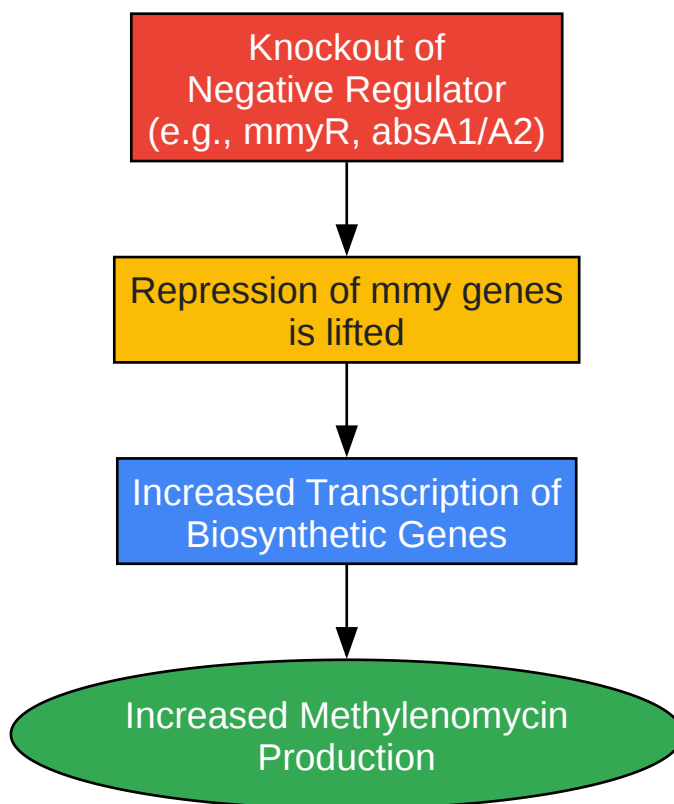 Knockout of
Negative Regulator
(e.g., mmyR, absA1/A2)
Repression of mmy genes
is lifted
Increased Transcription of
Biosynthetic Genes
Increased Methylenomycin
Production